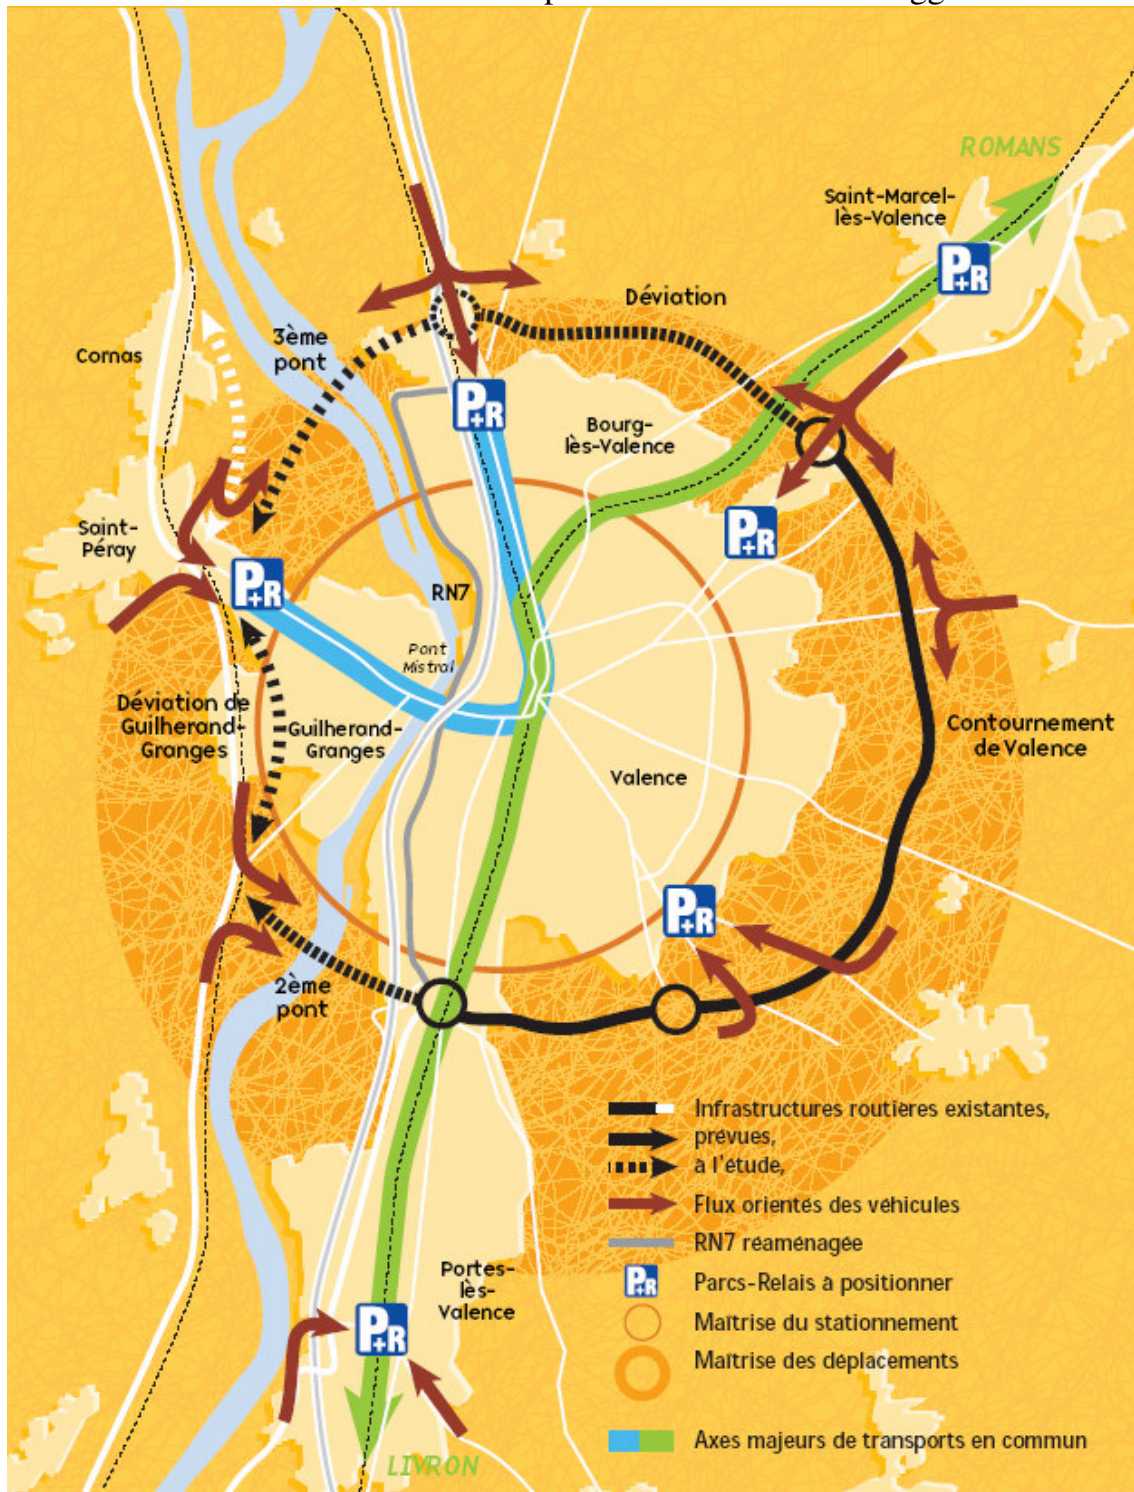 ROMANS
Saint-Marcel-
lès-Valence
P+R
Déviation
3ème
pont
Cornas
P+R
Bourg-
lès-Valence
Saint-
Péray
P+R
P+R
RN7
Pont
Mistral
Déviation de
Guilherand-
Granges
Guilherand-
Granges
Contournement
de Valence
Valence
P+R
2ème
pont
Infrastructures routières existantes,
prévues,
à l'étude,
Flux orientés des véhicules
RN7 réaménagée
Portes-
lès-
Valence
P+R
P+R
Parcs-Relais à positionner
Maîtrise du stationnement
Maîtrise des déplacements
Axes majeurs de transports en commun
LIVRON